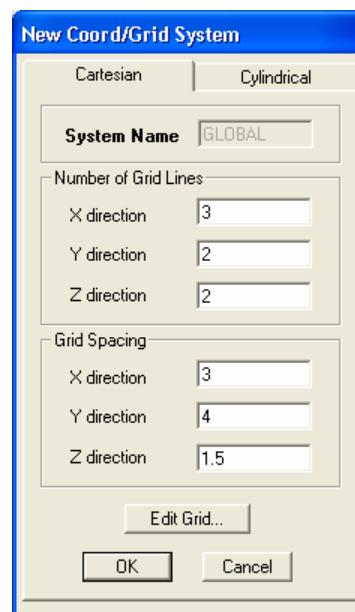 New Coord/Grid System
Cartesian Cylindrical
System Name GLOBAL
Number of Grid Lines
X direction 3
Y direction 2
Z direction 2
Grid Spacing
X direction 3
Y direction 4
Z direction 1.5
Edit Grid...
OK Cancel